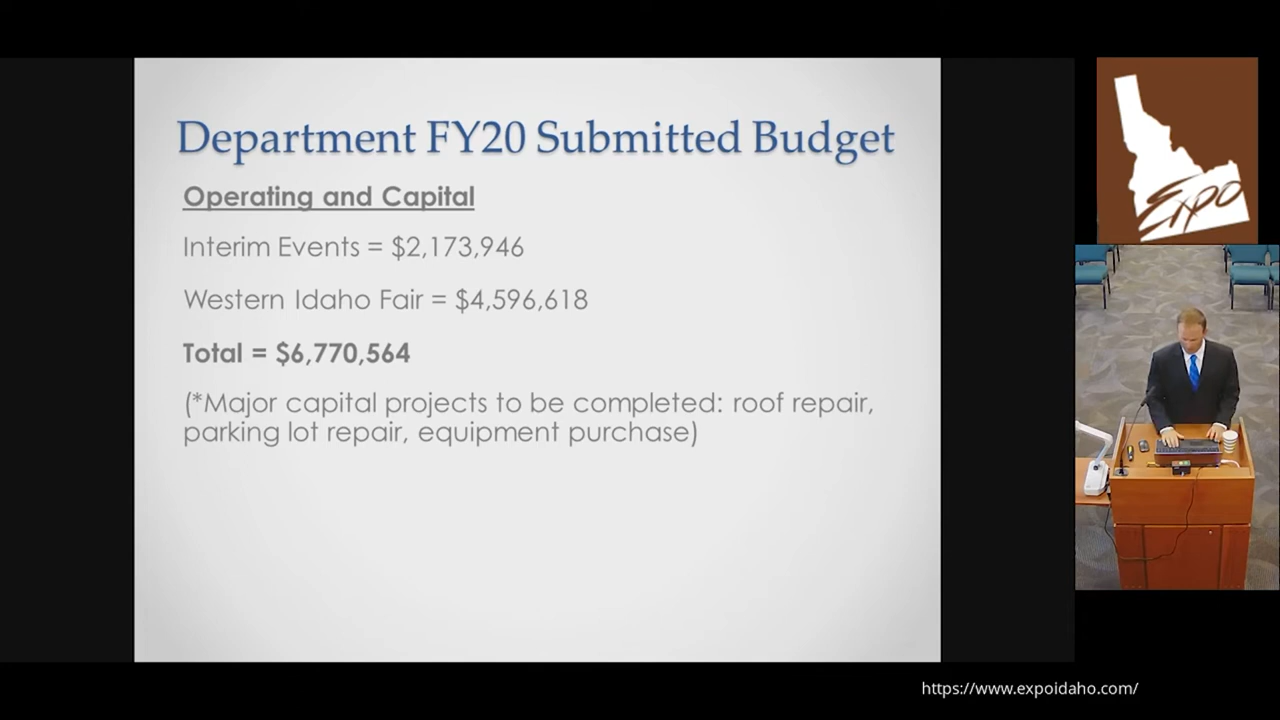 Department FY20 Submitted Budget
Operating and Capital
Interim Events = $2,173,946
Western Idaho Fair = $4,596,618
Total = $6,770,564
(*Major capital projects to be completed: roof repair,
parking lot repair, equipment purchase)
Expo
https://www.expoidaho.com/